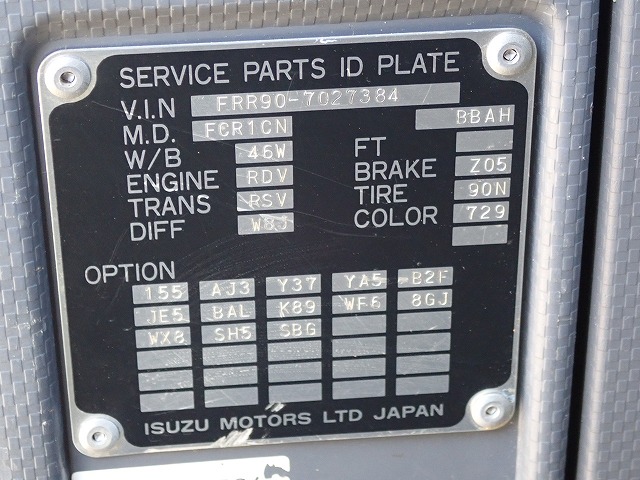 SERVICE PARTS ID PLATE
V.I.N FRR90-7027384
M.D. FCR1CN BBAH
W/B 46W FT
ENGINE RDV BRAKE Z05
TRANS RSV TIRE 90N
DIFF W8J COLOR 729
OPTION
155 AJ3 Y37 YA5 B2F
JE5 BAL K89 WF6 8GJ
WX8 SH5 SBG
ISUZU MOTORS LTD JAPAN